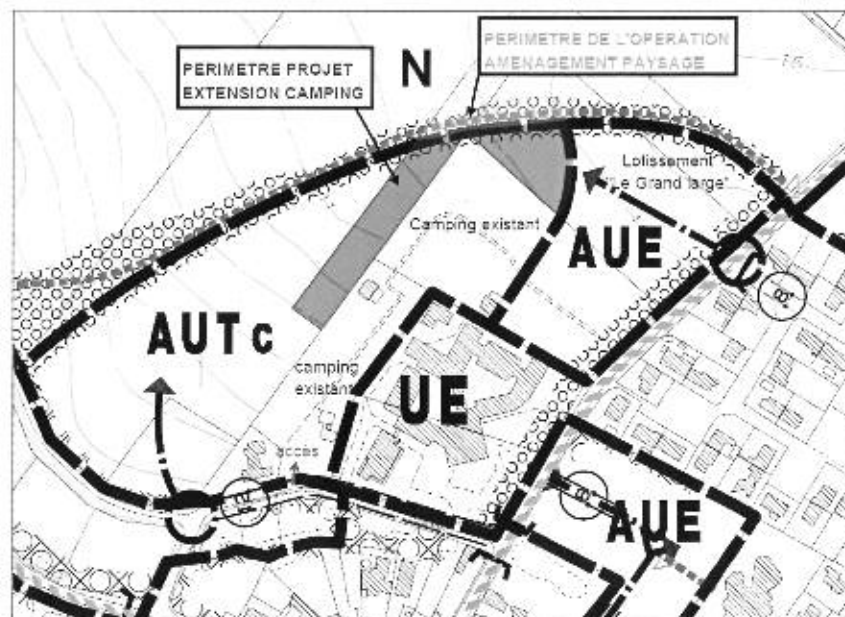 PERIMETRE DE L'OPERATION
AMENAGEMENT PAYSAGE
PERIMETRE PROJET
EXTENSION CAMPING
N
Lotissement
"Le Grand large"
Camping existant
AUE
AUTc
camping
existant
UE
accès
AUE